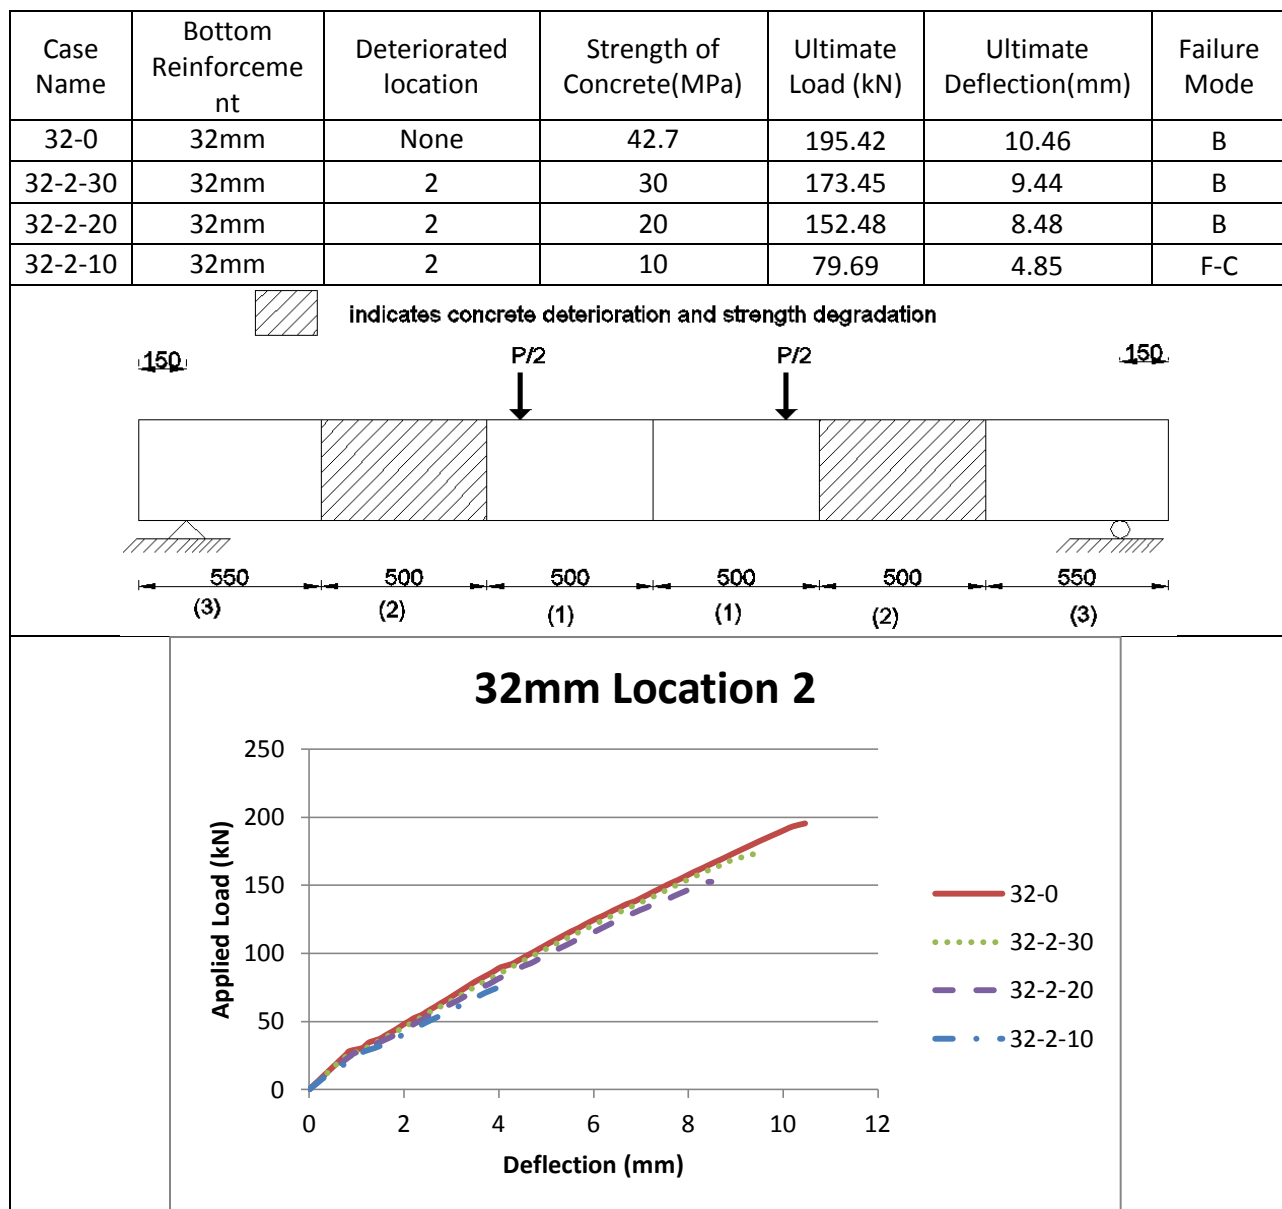 Case Name
Bottom Reinforceme nt
Deteriorated location
Strength of Concrete(MPa)
Ultimate Load (kN)
Ultimate Deflection(mm)
Failure Mode
32-0 32mm None 42.7 195.42 10.46 B
32-2-30 32mm 2 30 173.45 9.44 B
32-2-20 32mm 2 20 152.48 8.48 B
32-2-10 32mm 2 10 79.69 4.85 F-C
indicates concrete deterioration and strength degradation
150 P/2 P/2 150
550 500 500 500 500 550
(3) (2) (1) (1) (2) (3)
32mm Location 2
Applied Load (kN)
250
200
150
100
50
0
0 2 4 6 8 10 12
Deflection (mm)
32-0
32-2-30
32-2-20
32-2-10